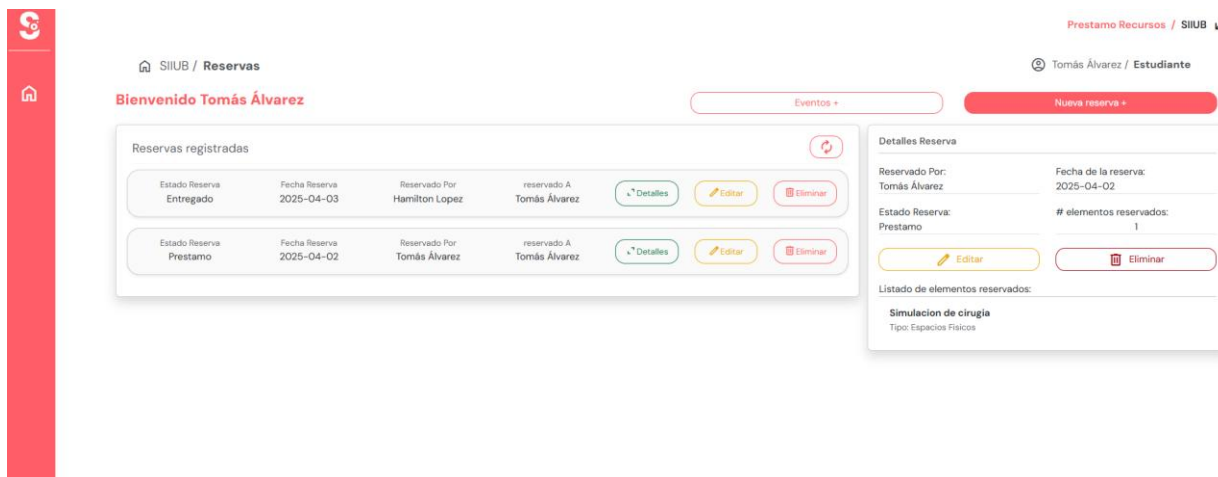 Prestamo Recursos / SIIUB
SIIUB / Reservas
Tomás Álvarez / Estudiante
Bienvenido Tomás Álvarez
Eventos +
Nueva reserva +
Reservas registradas
Estado Reserva Fecha Reserva Reservado Por reservado A
Entregado 2025-04-03 Hamilton Lopez Tomás Álvarez Detalles Editar Eliminar
Estado Reserva Fecha Reserva Reservado Por reservado A
Prestamo 2025-04-02 Tomás Álvarez Tomás Álvarez Detalles Editar Eliminar
Detalles Reserva
Reservado Por: Fecha de la reserva:
Tomás Álvarez 2025-04-02
Estado Reserva: # elementos reservados:
Prestamo 1
Editar Eliminar
Listado de elementos reservados:
Simulacion de cirugia
Tipo: Espacios Fisicos